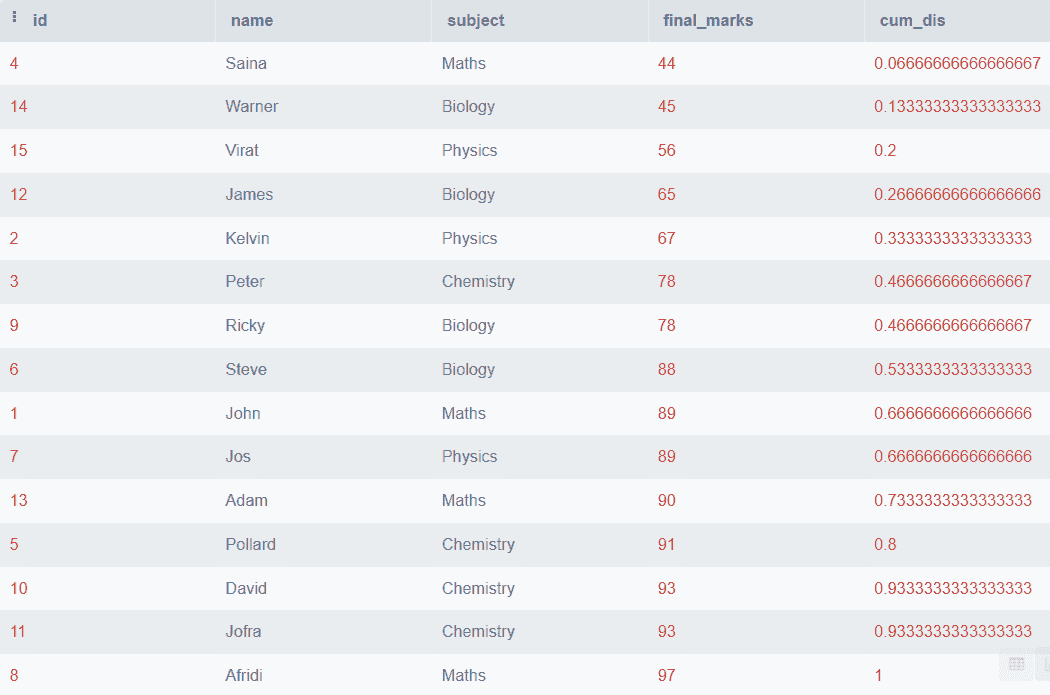 id name subject final_marks cum_dis
4 Saina Maths 44 0.06666666666666667
14 Warner Biology 45 0.13333333333333333
15 Virat Physics 56 0.2
12 James Biology 65 0.26666666666666666
2 Kelvin Physics 67 0.3333333333333333
3 Peter Chemistry 78 0.4666666666666667
9 Ricky Biology 78 0.4666666666666667
6 Steve Biology 88 0.5333333333333333
1 John Maths 89 0.6666666666666666
7 Jos Physics 89 0.6666666666666666
13 Adam Maths 90 0.7333333333333333
5 Pollard Chemistry 91 0.8
10 David Chemistry 93 0.9333333333333333
11 Jofra Chemistry 93 0.9333333333333333
8 Afridi Maths 97 1